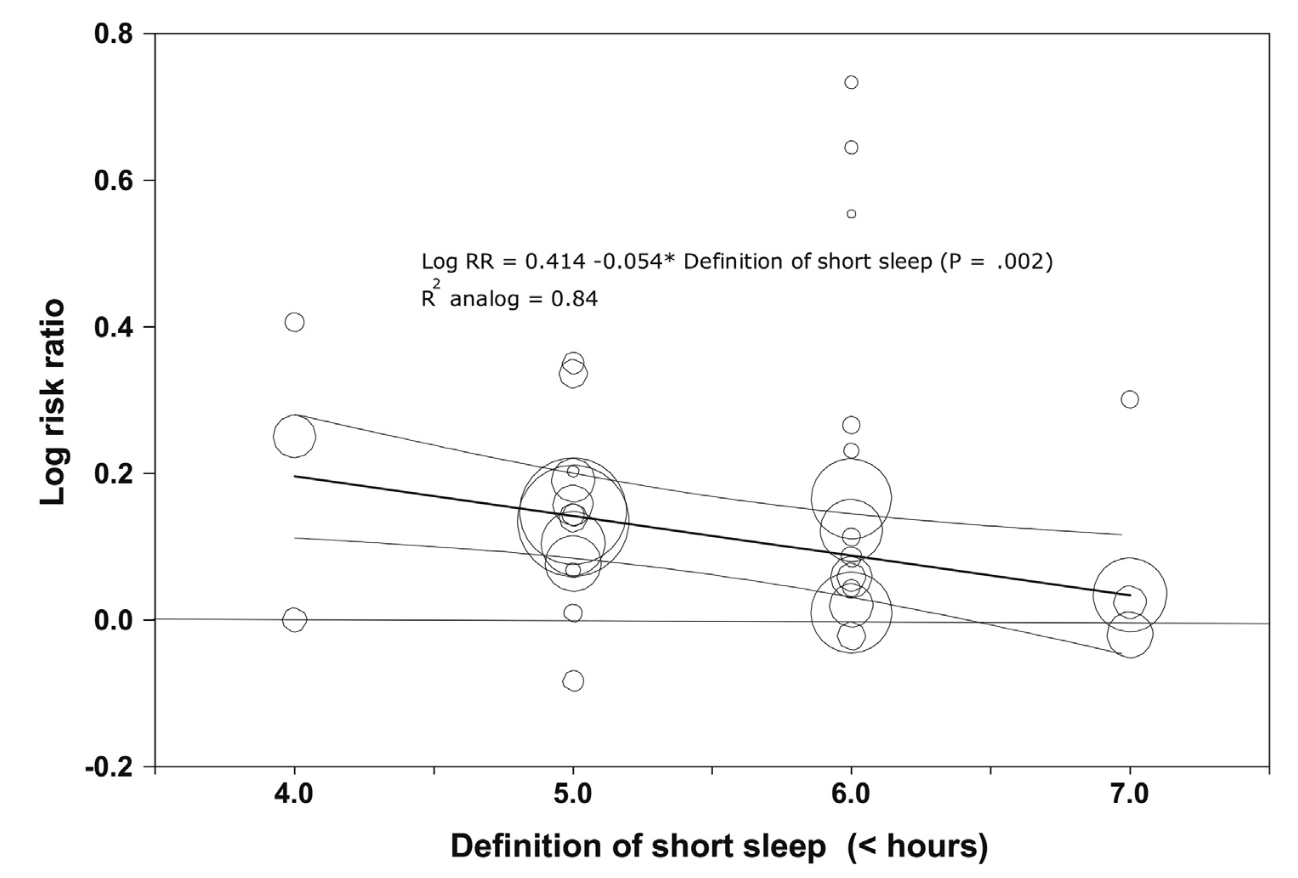 0.8
0.6
Log RR = 0.414 -0.054* Definition of short sleep (P = .002)
R2 analog = 0.84
0.4
0.2
0.0
-0.2
4.0 5.0 6.0 7.0
Definition of short sleep (< hours)
Log risk ratio